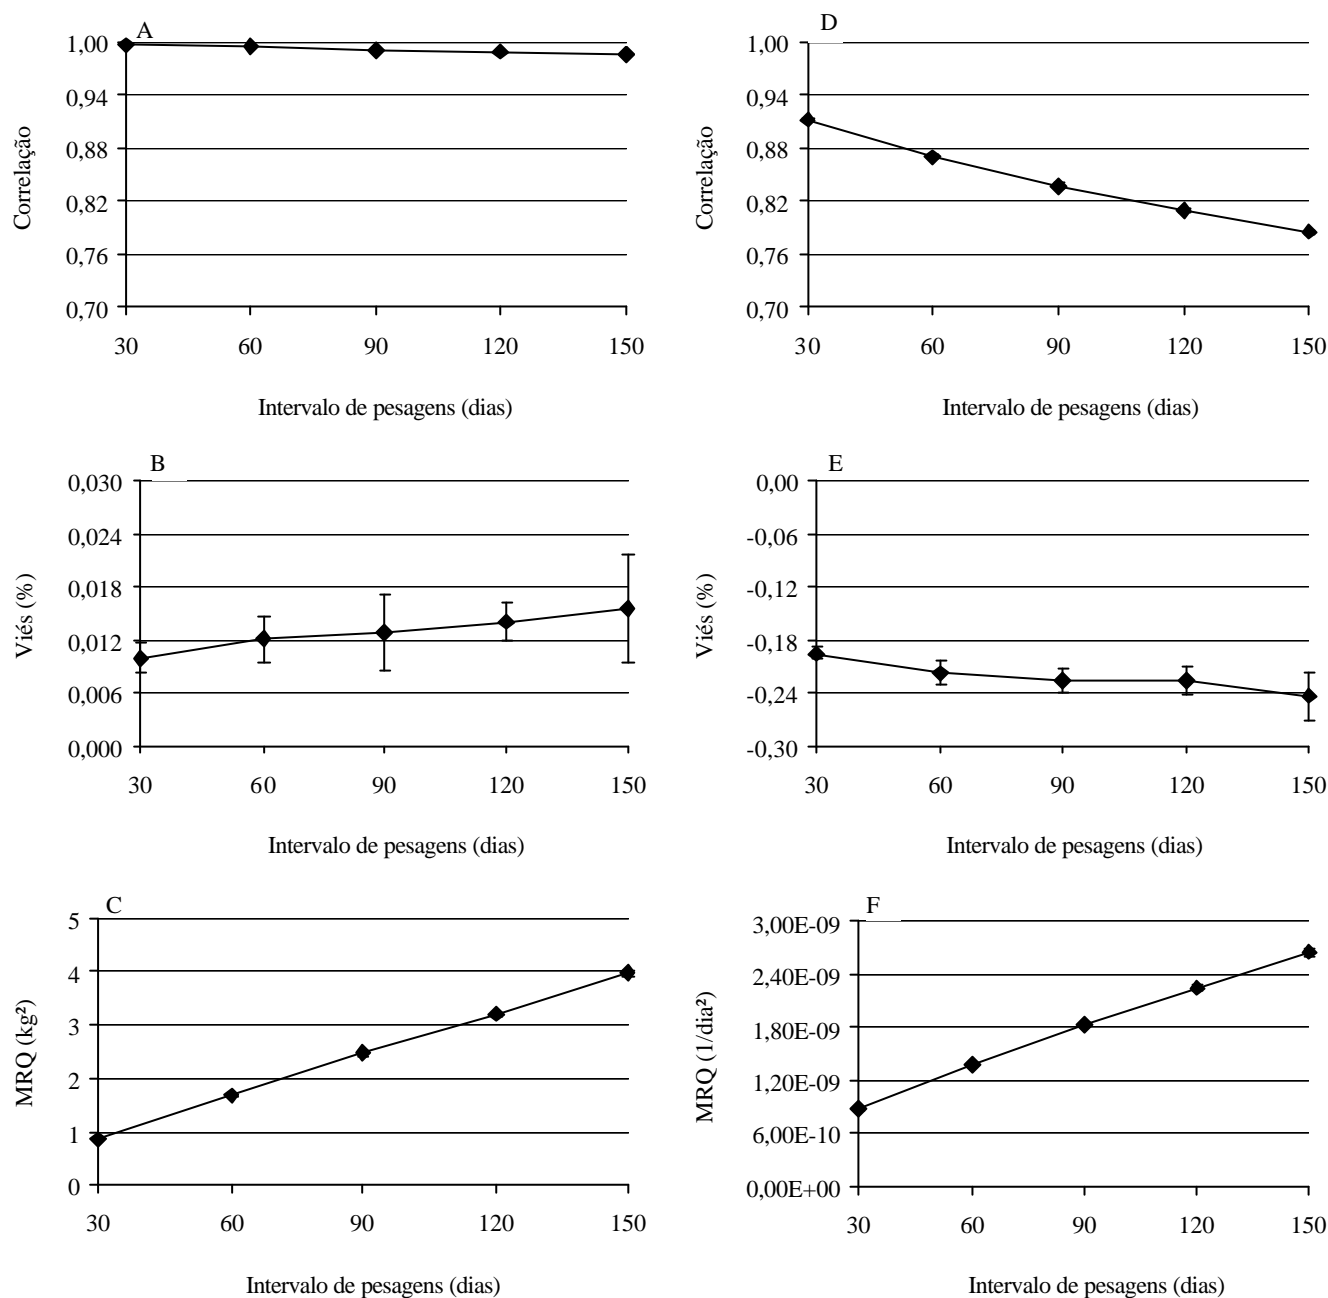 A
1,00
0,94
0,88
0,82
0,76
0,70
Correlação
30 60 90 120 150
Intervalo de pesagens (dias)
D
1,00
0,94
0,88
0,82
0,76
0,70
Correlação
30 60 90 120 150
Intervalo de pesagens (dias)
B
0,030
0,024
0,018
0,012
0,006
0,000
Viés (%)
30 60 90 120 150
Intervalo de pesagens (dias)
E
0,00
-0,06
-0,12
-0,18
-0,24
-0,30
Viés (%)
30 60 90 120 150
Intervalo de pesagens (dias)
C
5
4
3
2
1
0
MRQ (kg²)
30 60 90 120 150
Intervalo de pesagens (dias)
F
3,00E-09
2,40E-09
1,80E-09
1,20E-09
6,00E-10
0,00E+00
MRQ (1/dia²)
30 60 90 120 150
Intervalo de pesagens (dias)